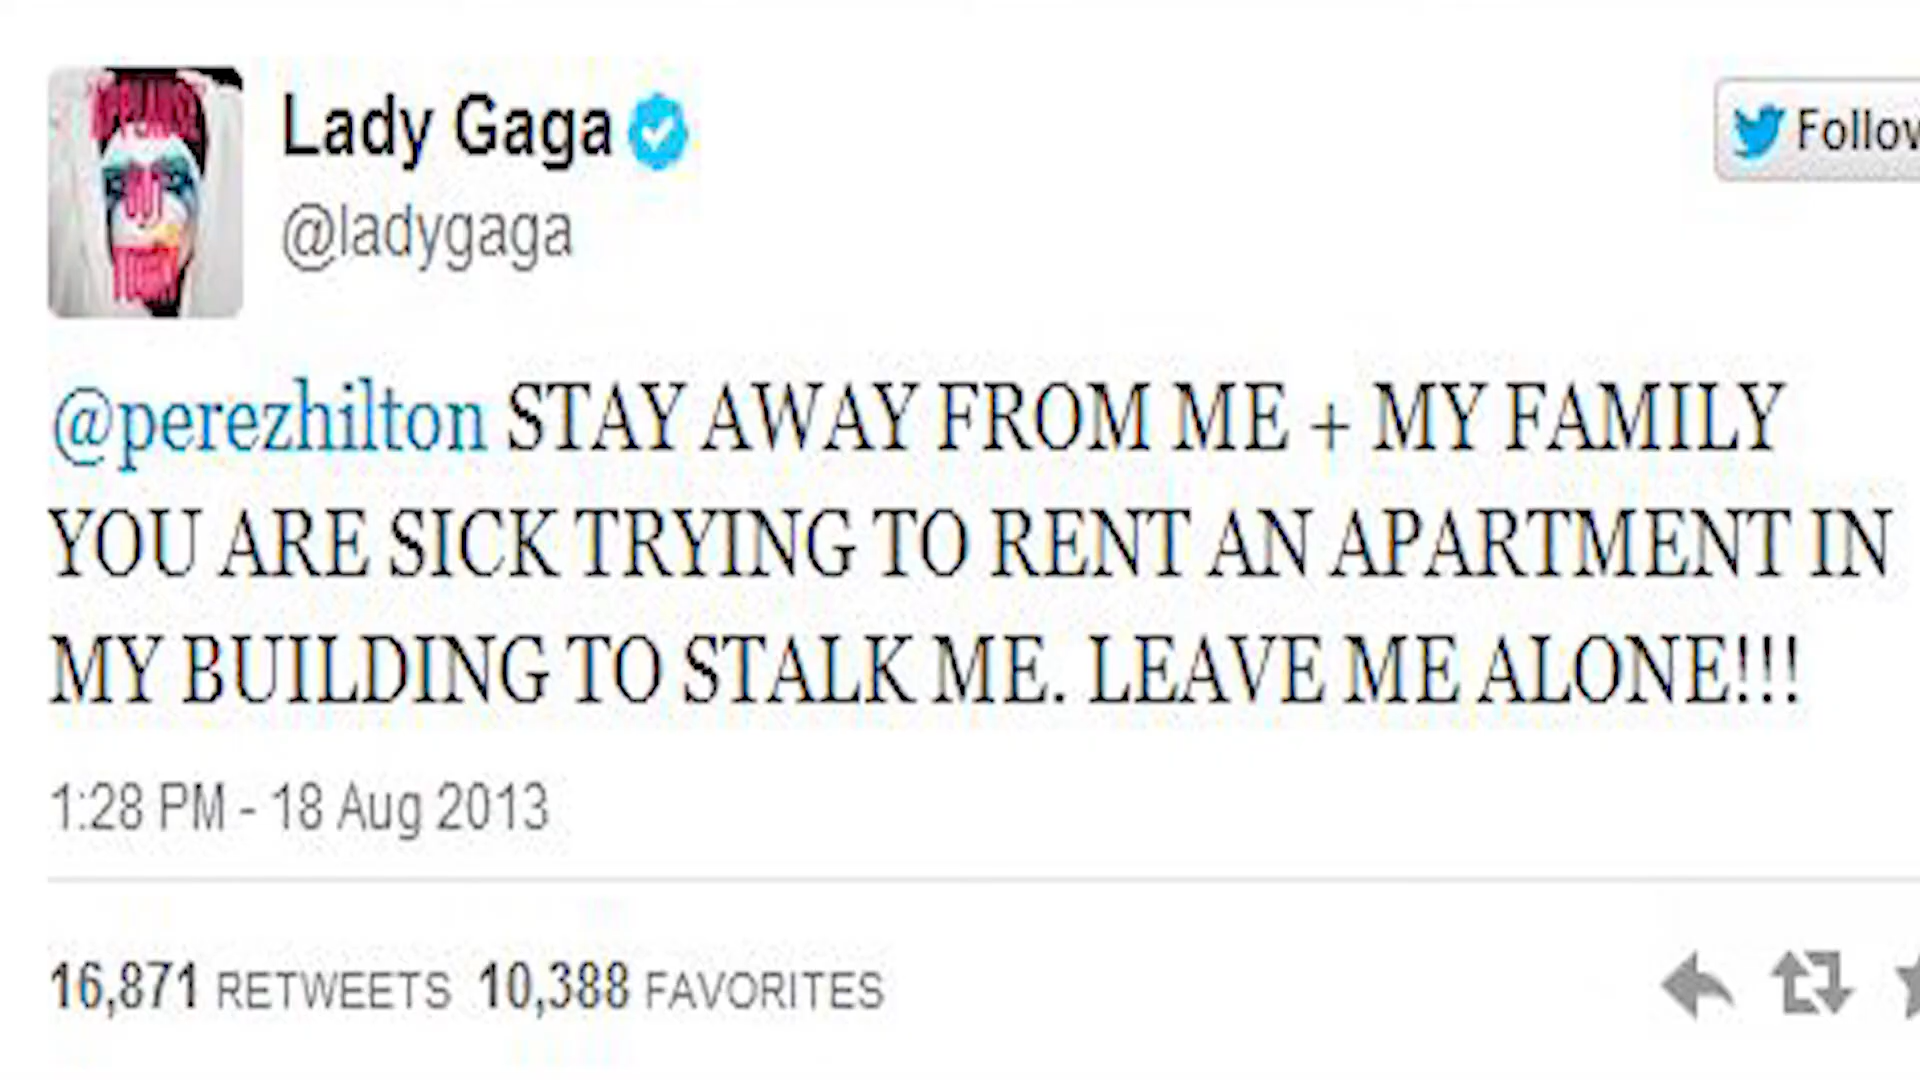 Lady Gaga
@ladygaga
@perezhilton STAY AWAY FROM ME + MY FAMILY
YOU ARE SICK TRYING TO RENT AN APARTMENT IN
MY BUILDING TO STALK ME. LEAVE ME ALONE!!!
1:28 PM - 18 Aug 2013
16,871 RETWEETS 10,388 FAVORITES